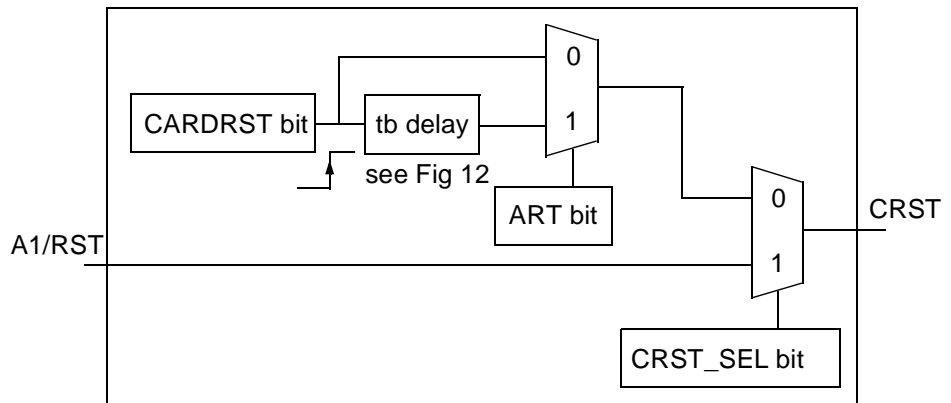 0
CARDRST bit
tb delay
1
see Fig 12
ART bit
0
CRST
A1/RST
1
CRST_SEL bit